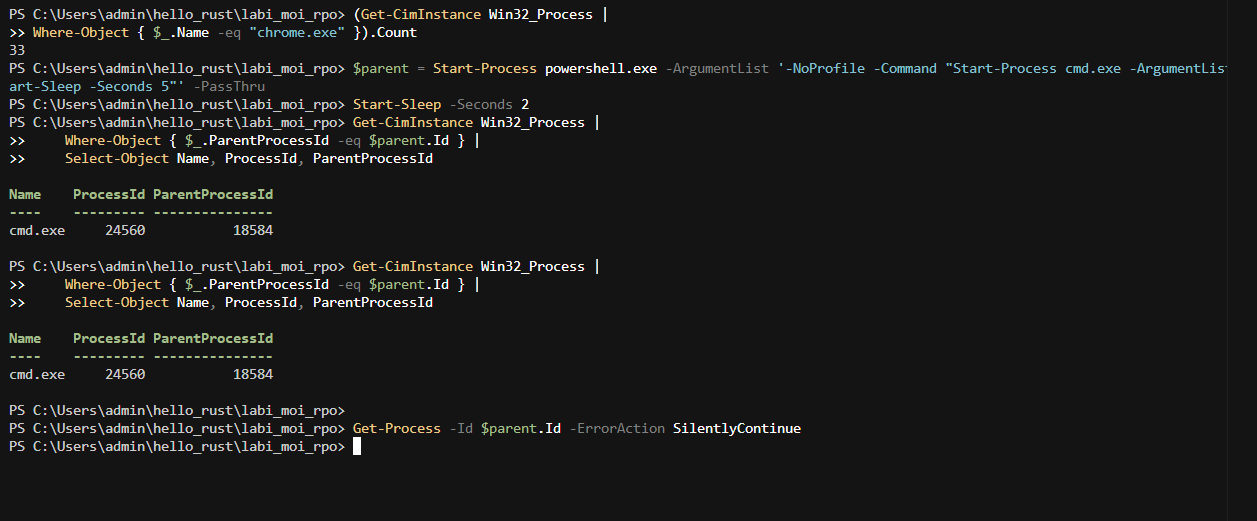 PS C:\Users\admin\hello_rust\labi_moi_rpo> (Get-CimInstance Win32_Process |
>> Where-Object { $_.Name -eq "chrome.exe" }).Count
33
PS C:\Users\admin\hello_rust\labi_moi_rpo> $parent = Start-Process powershell.exe -ArgumentList '-NoProfile -Command "Start-Process cmd.exe -ArgumentLis
art-Sleep -Seconds 5"' -PassThru
PS C:\Users\admin\hello_rust\labi_moi_rpo> Start-Sleep -Seconds 2
PS C:\Users\admin\hello_rust\labi_moi_rpo> Get-CimInstance Win32_Process |
>>     Where-Object { $_.ParentProcessId -eq $parent.Id } |
>>     Select-Object Name, ProcessId, ParentProcessId
Name    ProcessId ParentProcessId
----    --------- ---------------
cmd.exe     24560           18584
PS C:\Users\admin\hello_rust\labi_moi_rpo> Get-CimInstance Win32_Process |
>>     Where-Object { $_.ParentProcessId -eq $parent.Id } |
>>     Select-Object Name, ProcessId, ParentProcessId
Name    ProcessId ParentProcessId
----    --------- ---------------
cmd.exe     24560           18584
PS C:\Users\admin\hello_rust\labi_moi_rpo>
PS C:\Users\admin\hello_rust\labi_moi_rpo> Get-Process -Id $parent.Id -ErrorAction SilentlyContinue
PS C:\Users\admin\hello_rust\labi_moi_rpo>